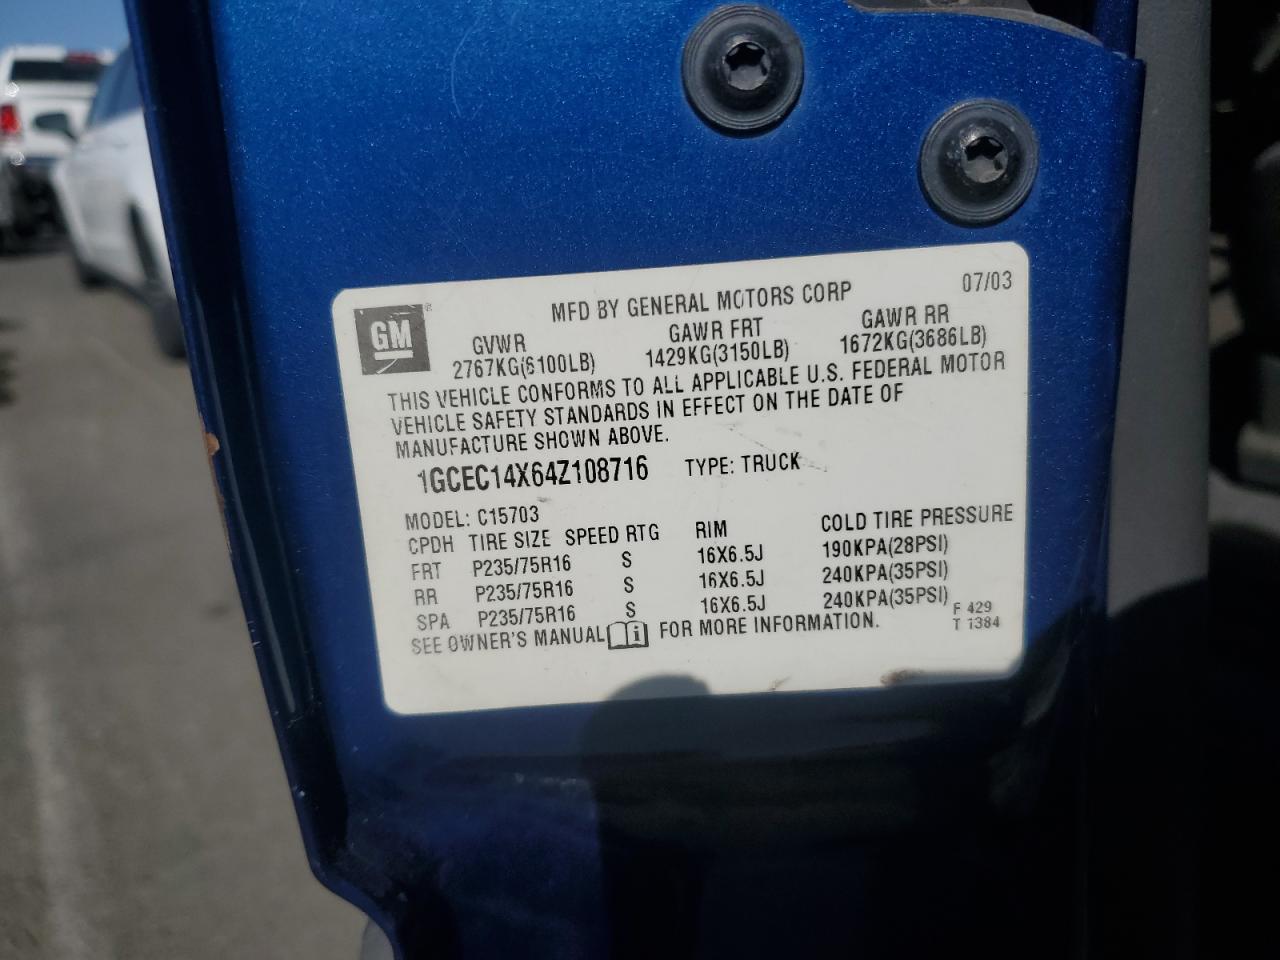 07/03
MFD BY GENERAL MOTORS CORP
GM®
GVWR GAWR FRT GAWR RR
2767KG(6100LB) 1429KG(3150LB) 1672KG(3686LB)
THIS VEHICLE CONFORMS TO ALL APPLICABLE U.S. FEDERAL MOTOR
VEHICLE SAFETY STANDARDS IN EFFECT ON THE DATE OF
MANUFACTURE SHOWN ABOVE.
1GCEC14X64Z108716 TYPE: TRUCK
MODEL: C15703
CPDH TIRE SIZE SPEED RTG RIM COLD TIRE PRESSURE
FRT P235/75R16 S 16X6.5J 190KPA(28PSI)
RR P235/75R16 S 16X6.5J 240KPA(35PSI)
SPA P235/75R16 S 16X6.5J 240KPA(35PSI)
SEE OWNER'S MANUAL i FOR MORE INFORMATION.
F 429
T 1384